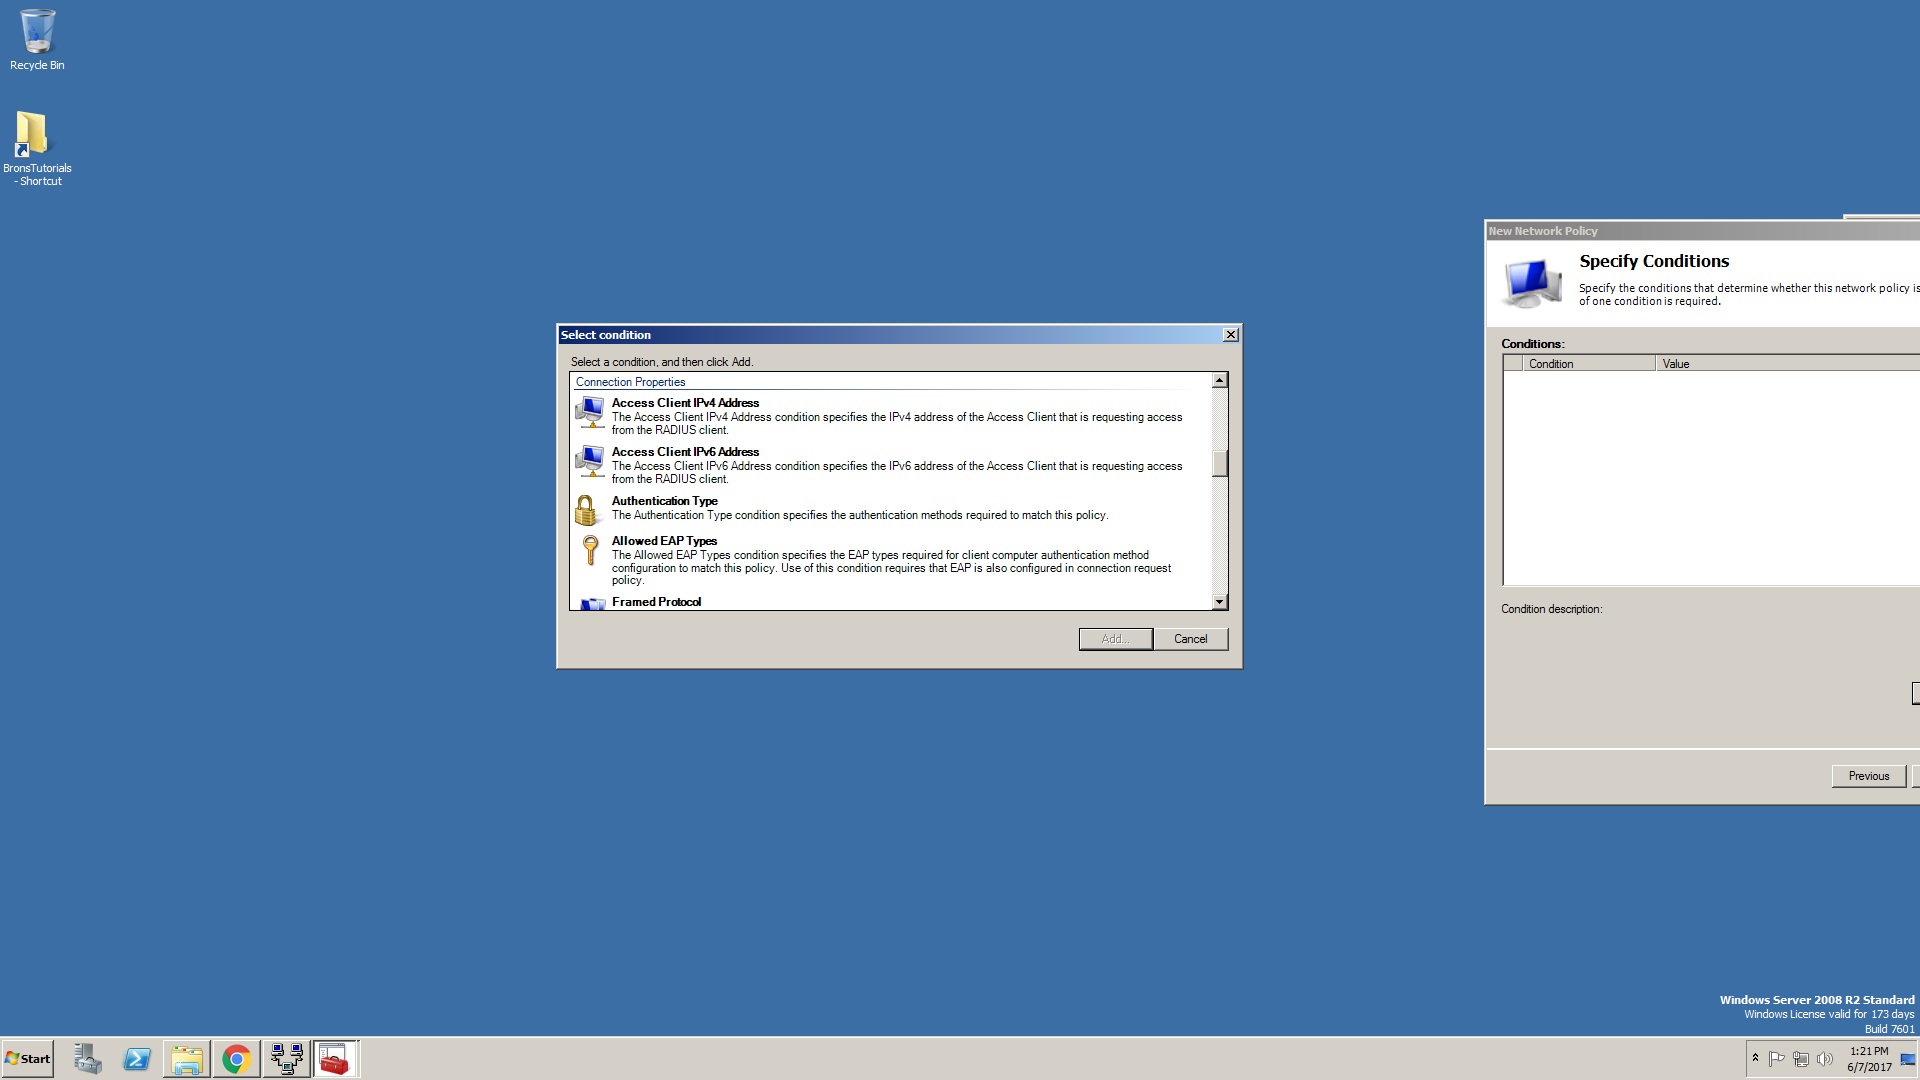 Recycle Bin
BronsTutorials
- Shortcut
New Network Policy
Specify Conditions
Specify the conditions that determine whether this network policy is
of one condition is required.
Conditions:
Condition
Value
Condition description:
Previous
Select condition
Select a condition, and then click Add.
Connection Properties
Access Client IPv4 Address
The Access Client IPv4 Address condition specifies the IPv4 address of the Access Client that is requesting access
from the RADIUS client.
Access Client IPv6 Address
The Access Client IPv6 Address condition specifies the IPv6 address of the Access Client that is requesting access
from the RADIUS client.
Authentication Type
The Authentication Type condition specifies the authentication methods required to match this policy.
Allowed EAP Types
The Allowed EAP Types condition specifies the EAP types required for client computer authentication method
configuration to match this policy. Use of this condition requires that EAP is also configured in connection request
policy.
Framed Protocol
Add...
Cancel
Windows Server 2008 R2 Standard
Windows License valid for 173 days
Build 7601
Start
1:21 PM
6/7/2017